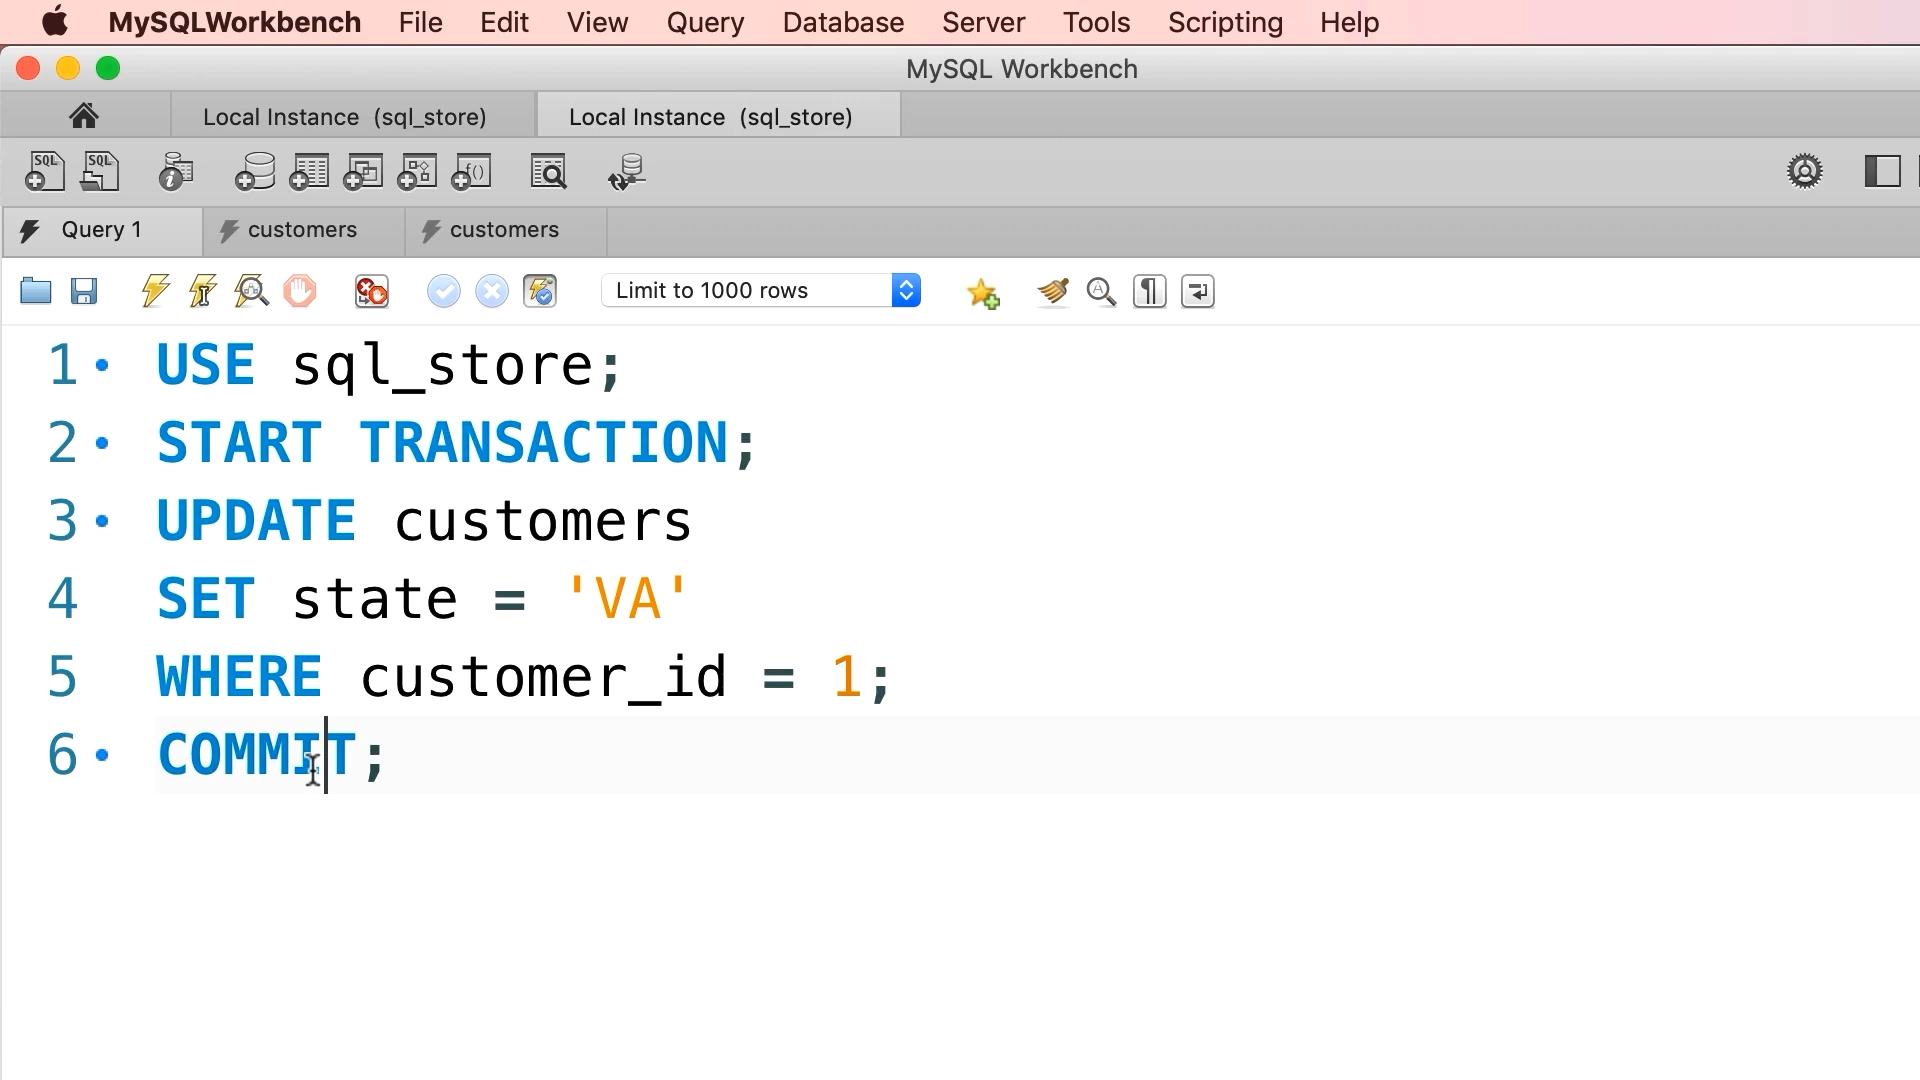 MySQLWorkbench File Edit View Query Database Server Tools Scripting Help
MySQL Workbench
Local Instance (sql_store) Local Instance (sql_store)
SQL SQL
Query 1 customers customers
Limit to 1000 rows
1 USE sql_store;
2 START TRANSACTION;
3 UPDATE customers
4 SET state = 'VA'
5 WHERE customer_id = 1;
6 COMMIT;